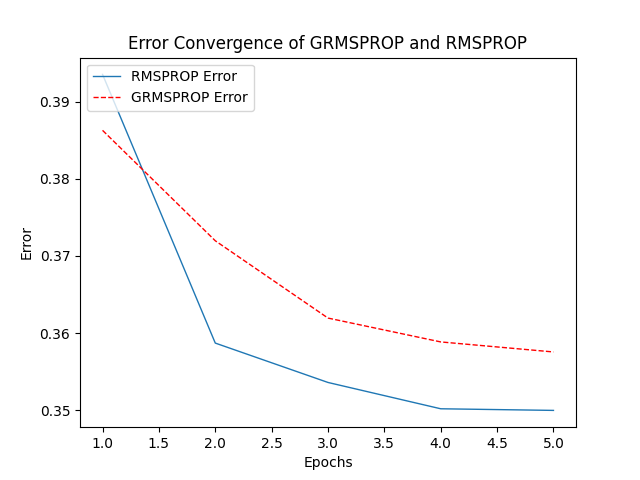 Error Convergence of GRMSPROP and RMSPROP
RMSPROP Error
GRMSPROP Error
0.39
0.38
0.37
0.36
0.35
Error
1.0 1.5 2.0 2.5 3.0 3.5 4.0 4.5 5.0
Epochs